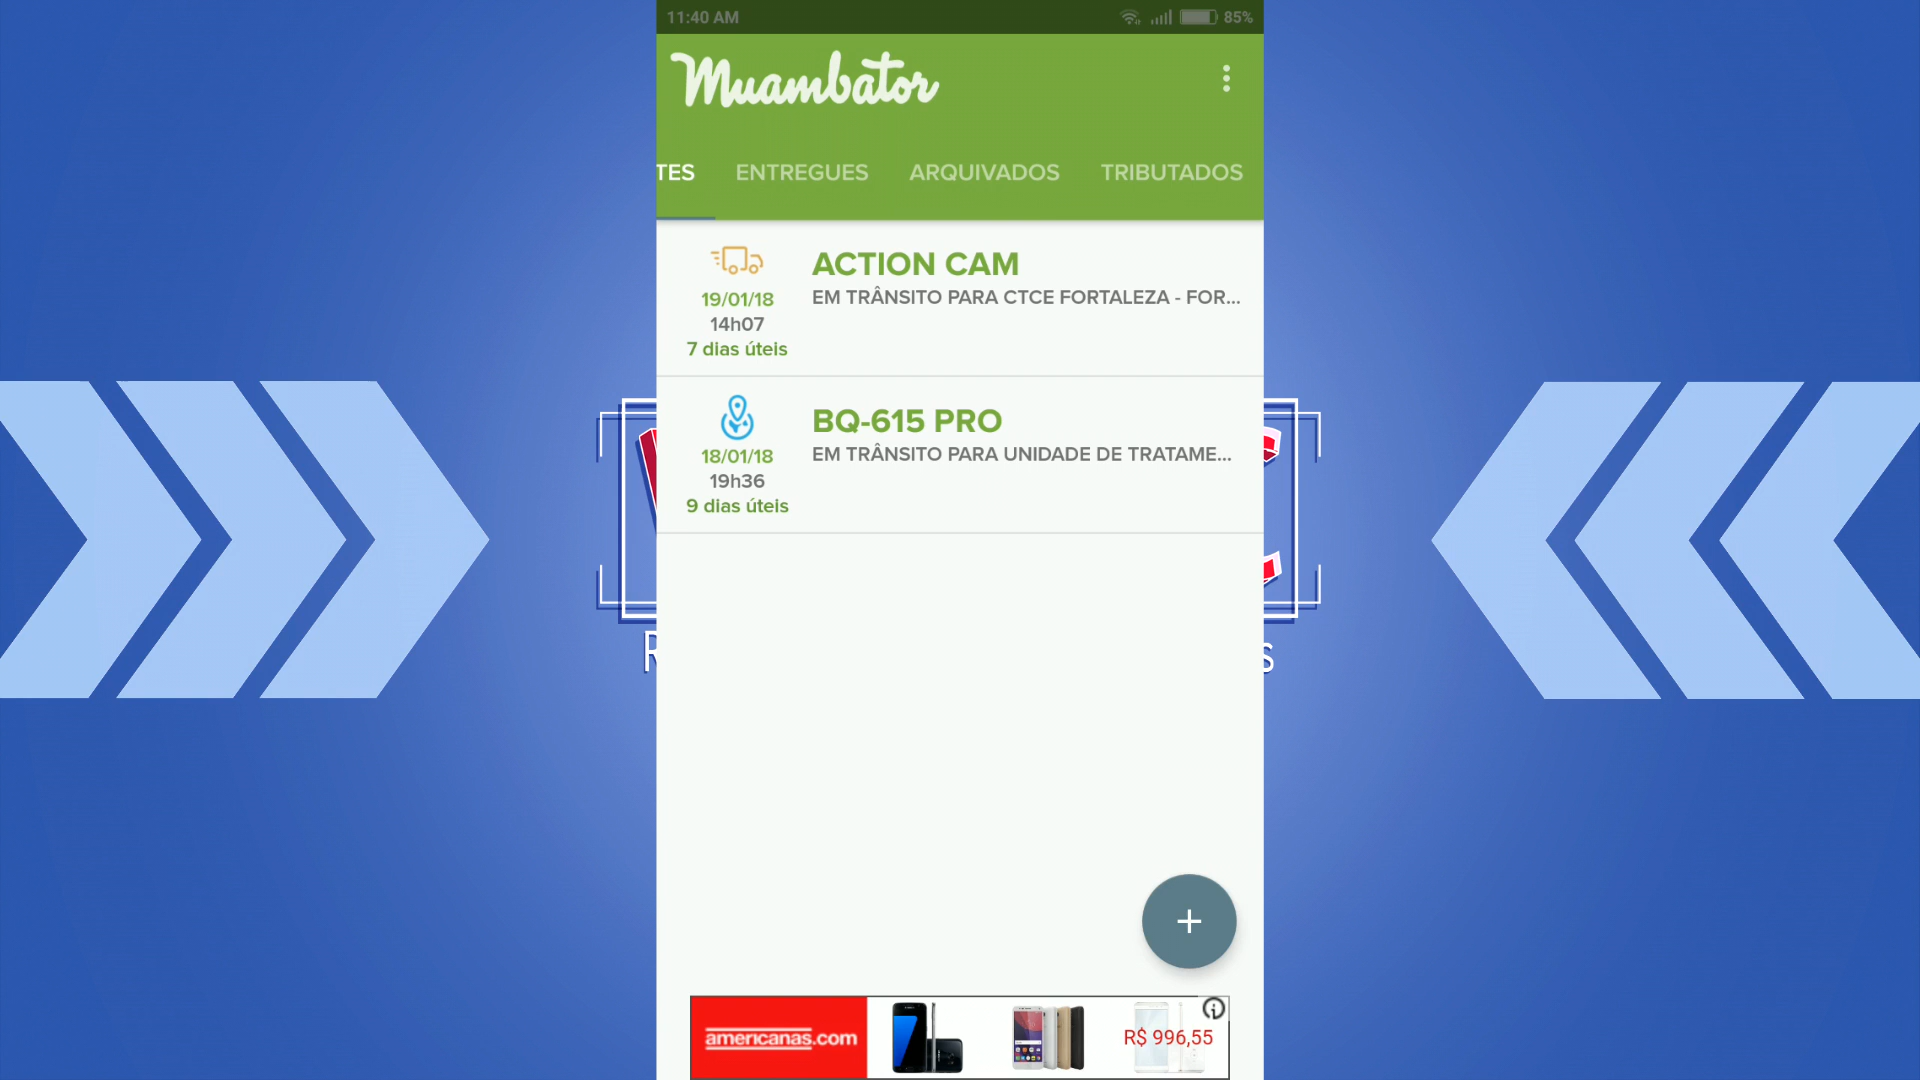 11:40 AM
85%
Muambator
TES
ENTREGUES
ARQUIVADOS
TRIBUTADOS
ACTION CAM
EM TRÂNSITO PARA CTCE FORTALEZA - FOR...
19/01/18
14h07
7 dias úteis
BQ-615 PRO
EM TRÂNSITO PARA UNIDADE DE TRATAME...
18/01/18
19h36
9 dias úteis
+
americanas.com
R$ 996,55